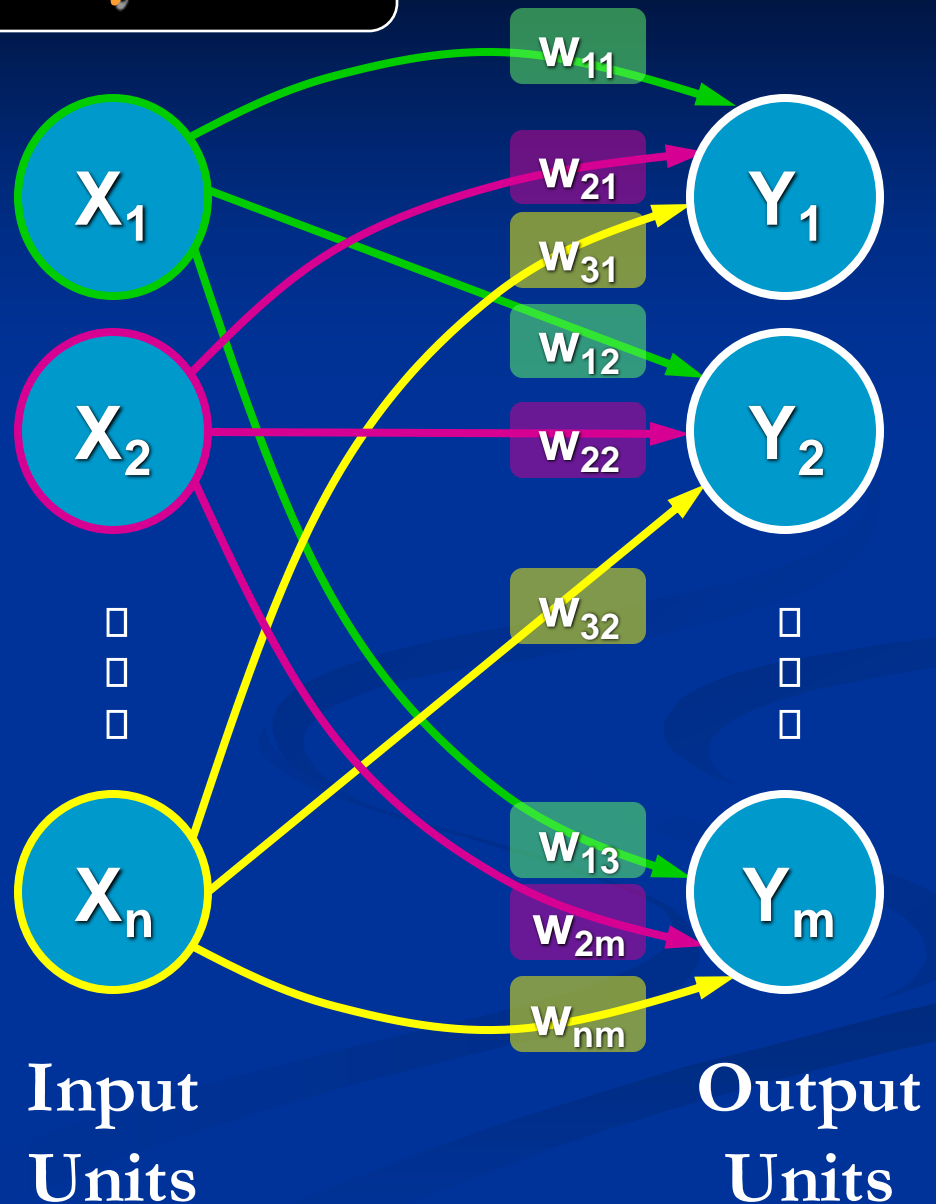 w11
X1
Y1
w21
w31
w12
X2
Y2
w22
w32
w13
Xn
Ym
w2m
wnm
Input
Units
Output
Units